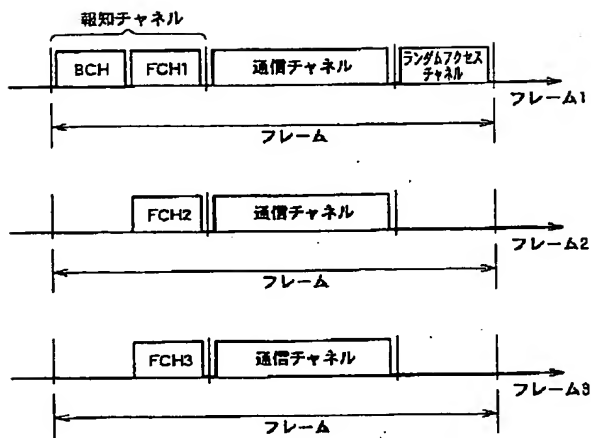 報知チャネル
BCH FCH1 通信チャネル ランダムアクセス
チャネル
フレーム1
フレーム
FCH2 通信チャネル
フレーム2
フレーム
FCH3 通信チャネル
フレーム3
フレーム